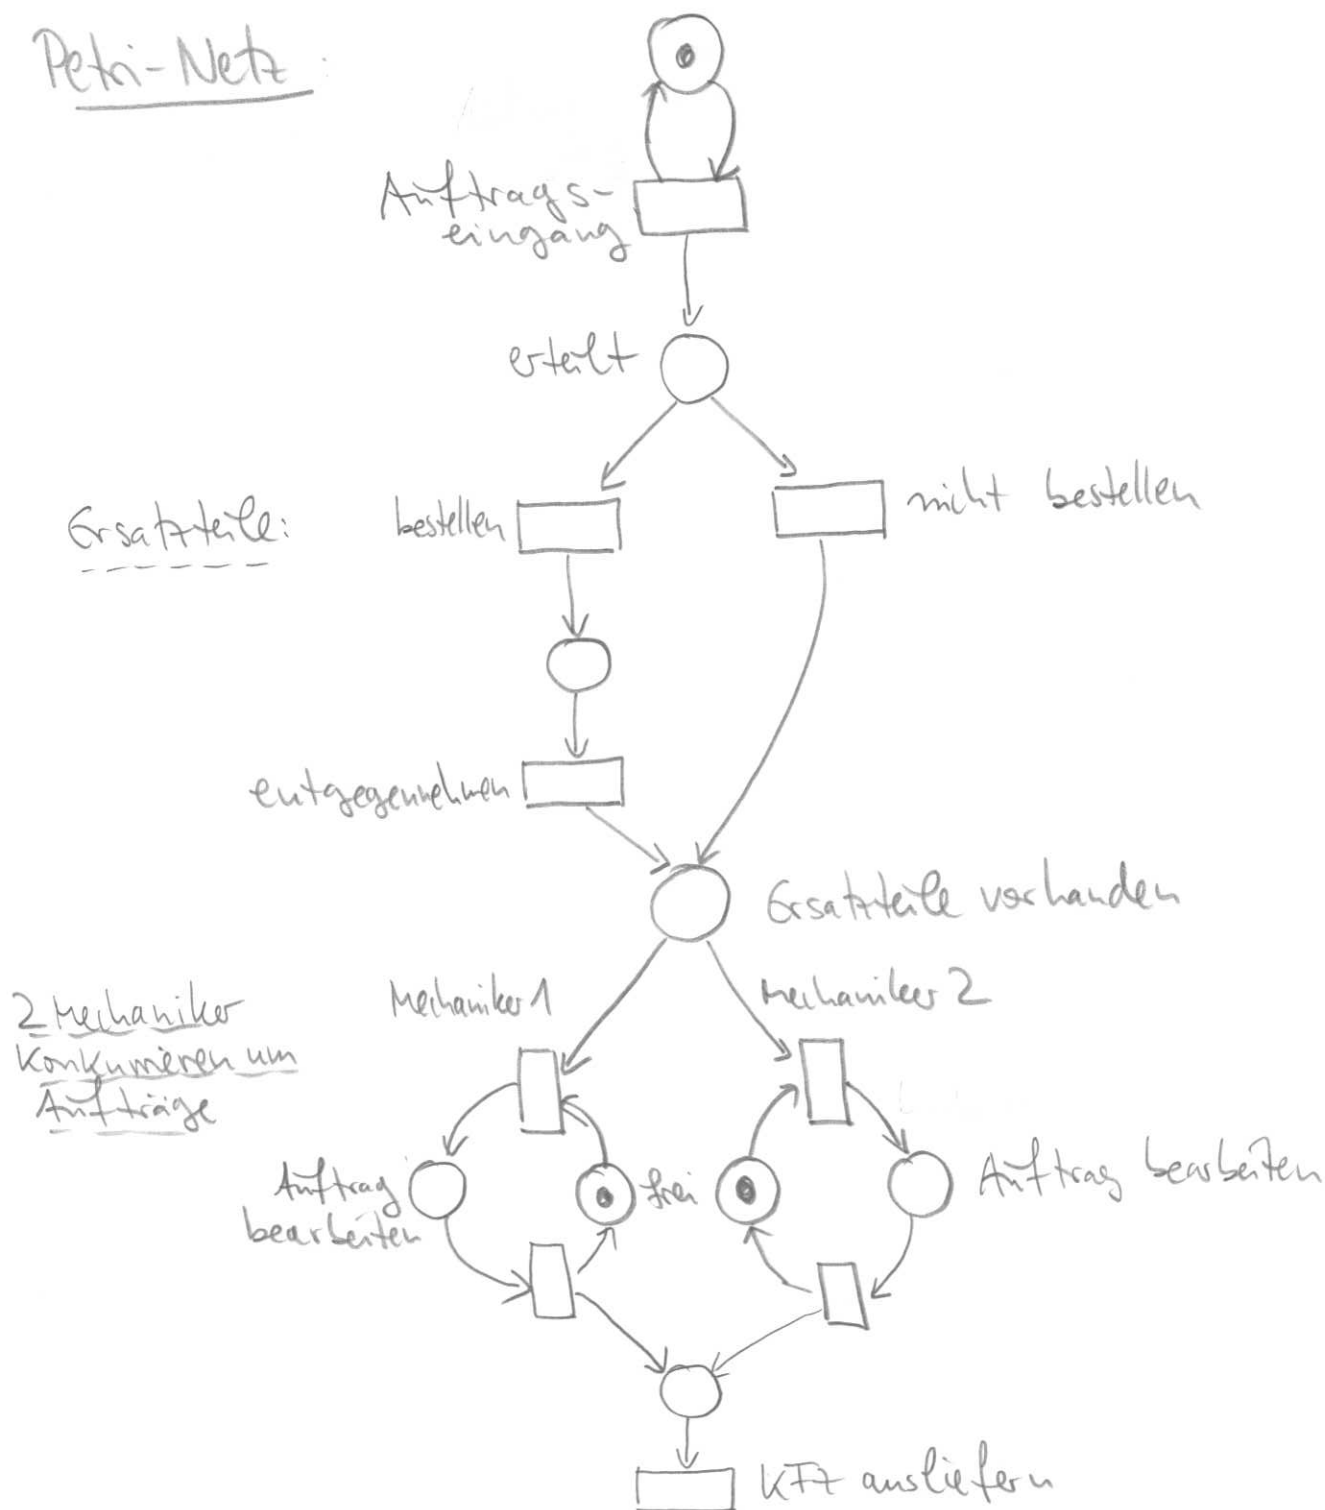 Petri-Netz
Auftrags-
eingang
erteilt
Ersatzteile:
bestellen
nicht bestellen
entgegennehmen
Ersatzteile vorhanden
2 Mechaniker
konkurrieren um
Aufträge
Mechaniker 1
Mechaniker 2
Auftrag
bearbeiten
frei
Auftrag bearbeiten
KFZ ausliefern